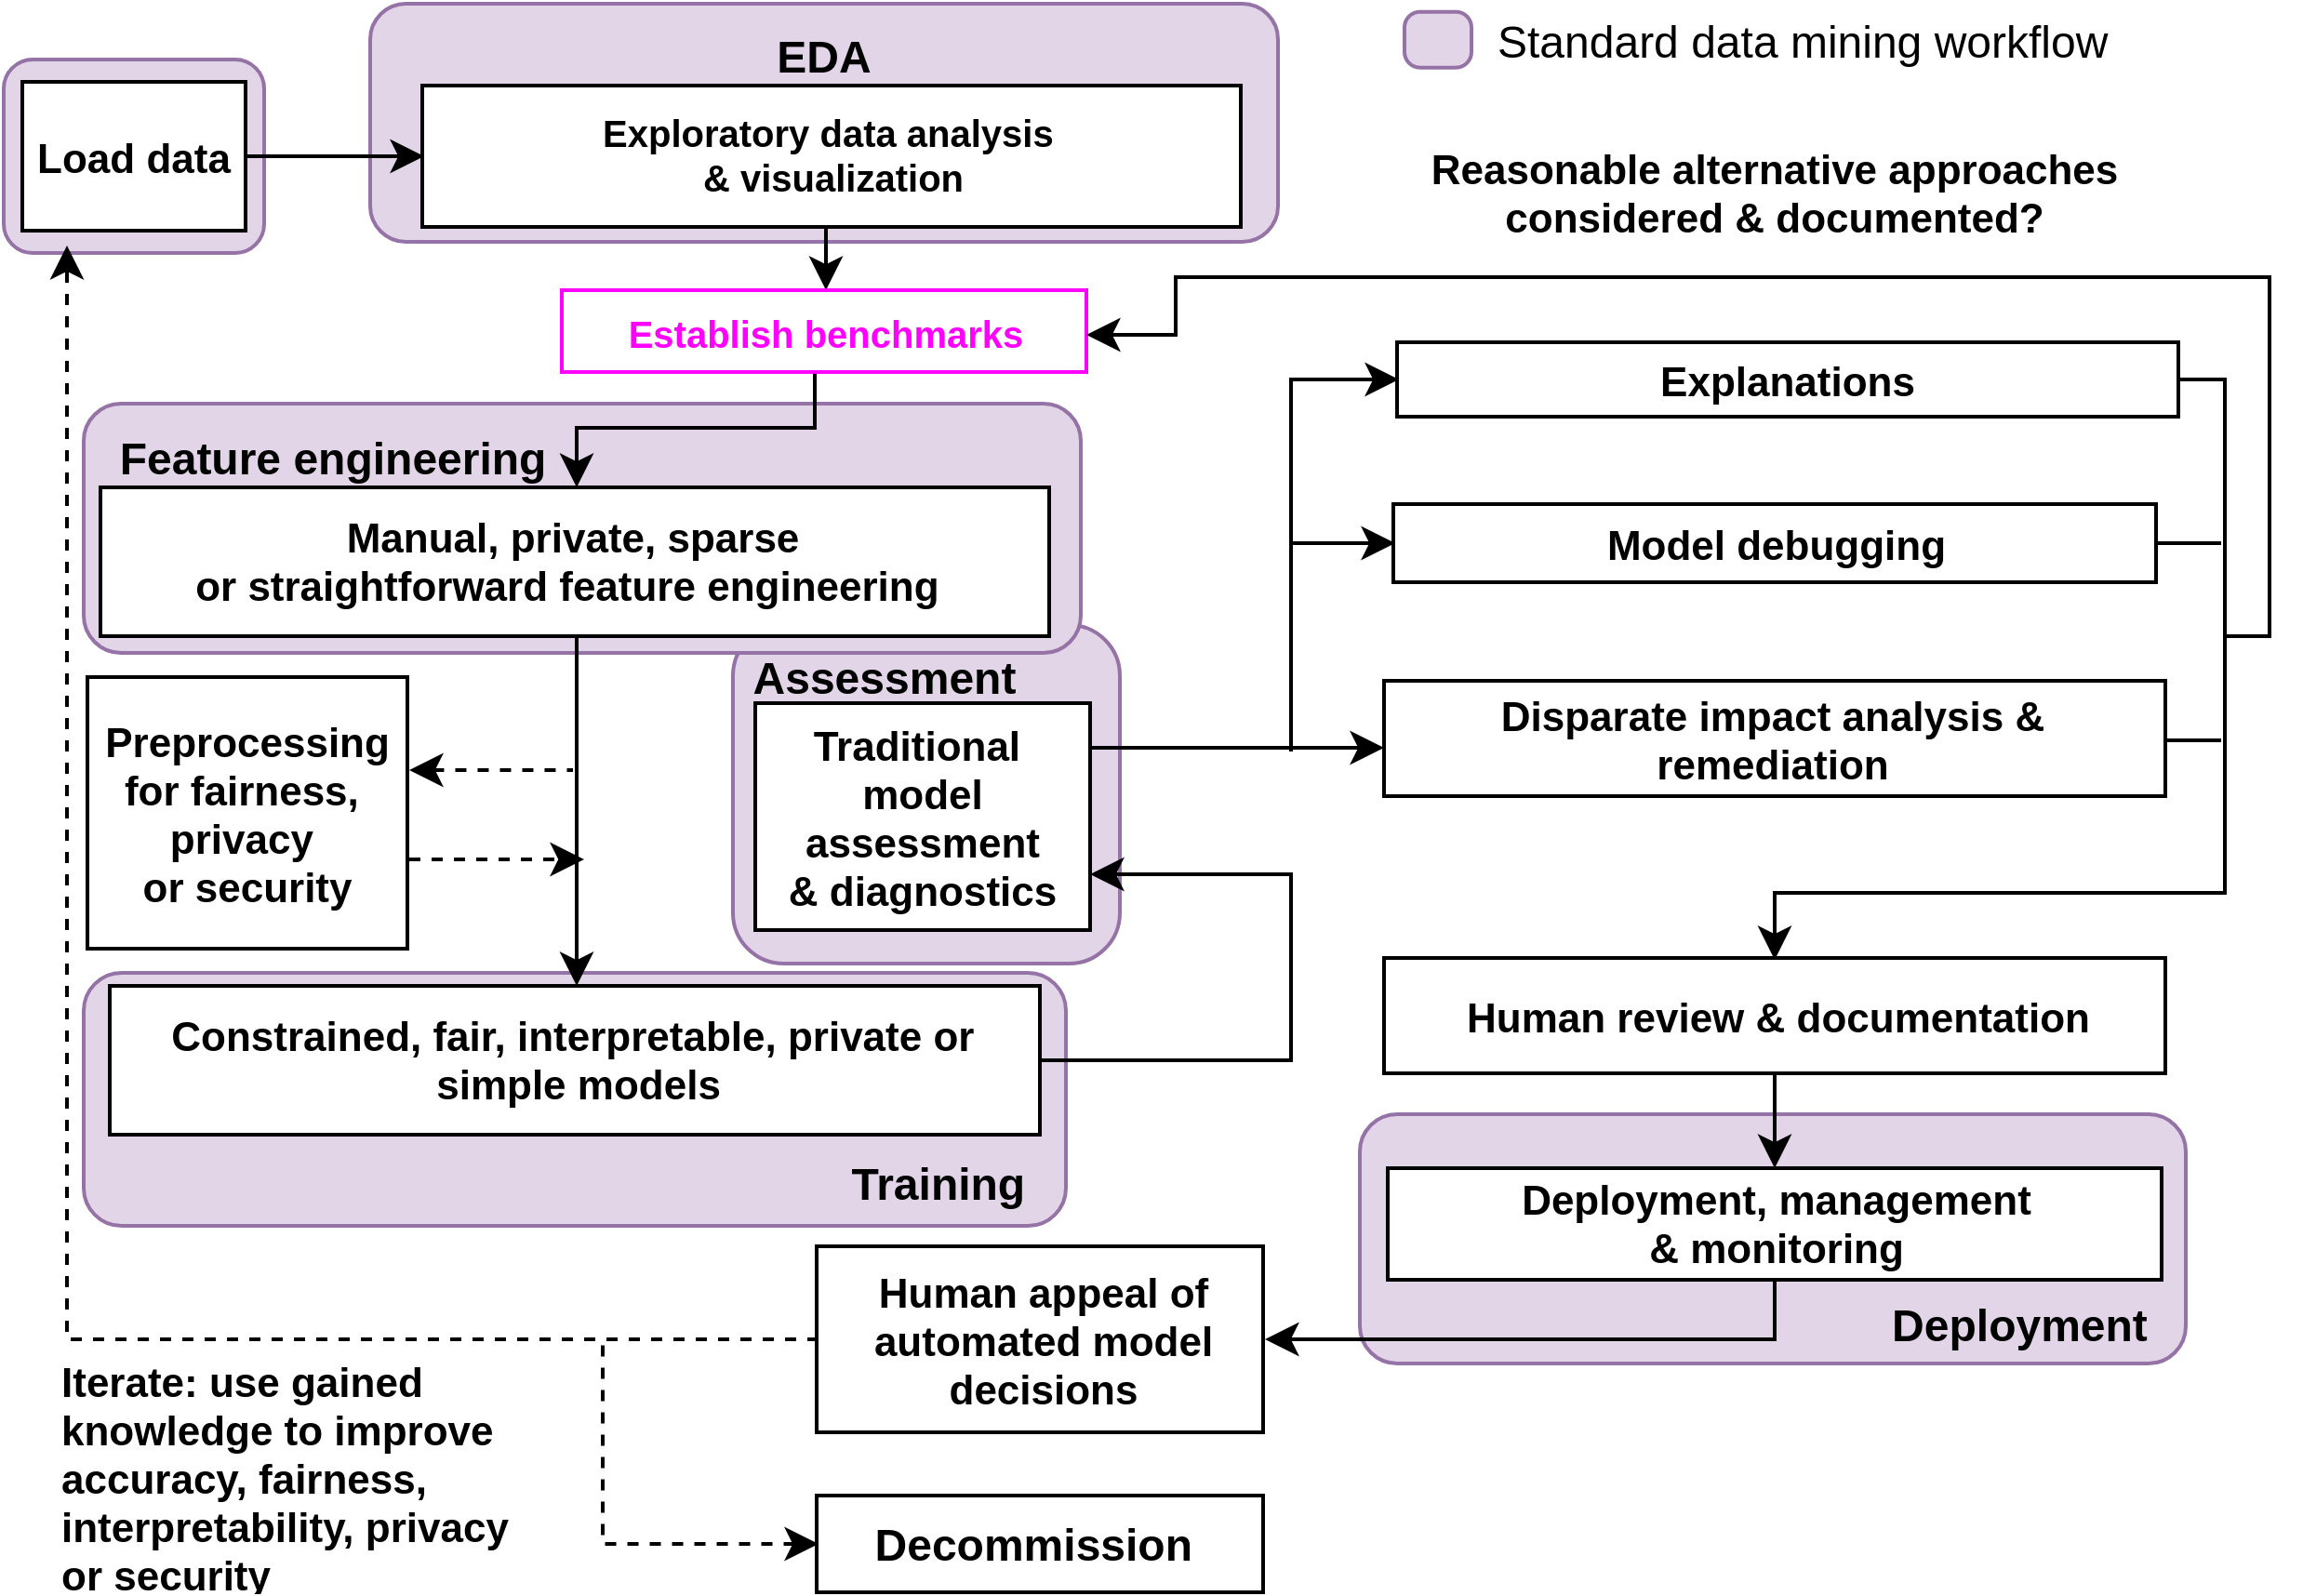 EDA
Standard data mining workflow
Load data
Exploratory data analysis
& visualization
Reasonable alternative approaches
considered & documented?
Establish benchmarks
Explanations
Feature engineering
Manual, private, sparse
or straightforward feature engineering
Model debugging
Assessment
Preprocessing
for fairness,
privacy
or security
Traditional
model
assessment
& diagnostics
Disparate impact analysis &
remediation
Constrained, fair, interpretable, private or
simple models
Training
Human review & documentation
Deployment, management
& monitoring
Deployment
Human appeal of
automated model
decisions
Iterate: use gained
knowledge to improve
accuracy, fairness,
interpretability, privacy
or security
Decommission